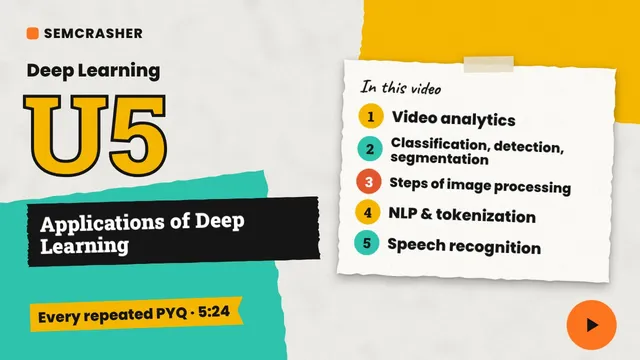 SEMCRASHER
Deep Learning
U5
Applications of Deep
Learning
Every repeated PYQ · 5:24
In this video
1 Video analytics
2 Classification, detection,
segmentation
3 Steps of image processing
4 NLP & tokenization
5 Speech recognition